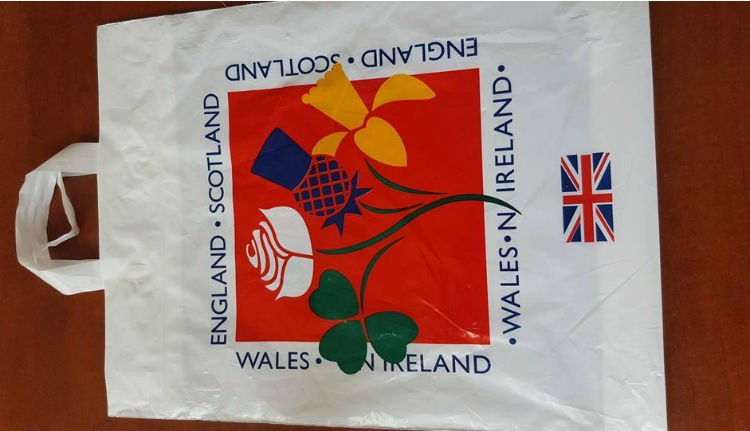 ENGLAND • SCOTLAND
ENGLAND • SCOTLAND
• WALES • N IRELAND •
WALES • N IRELAND